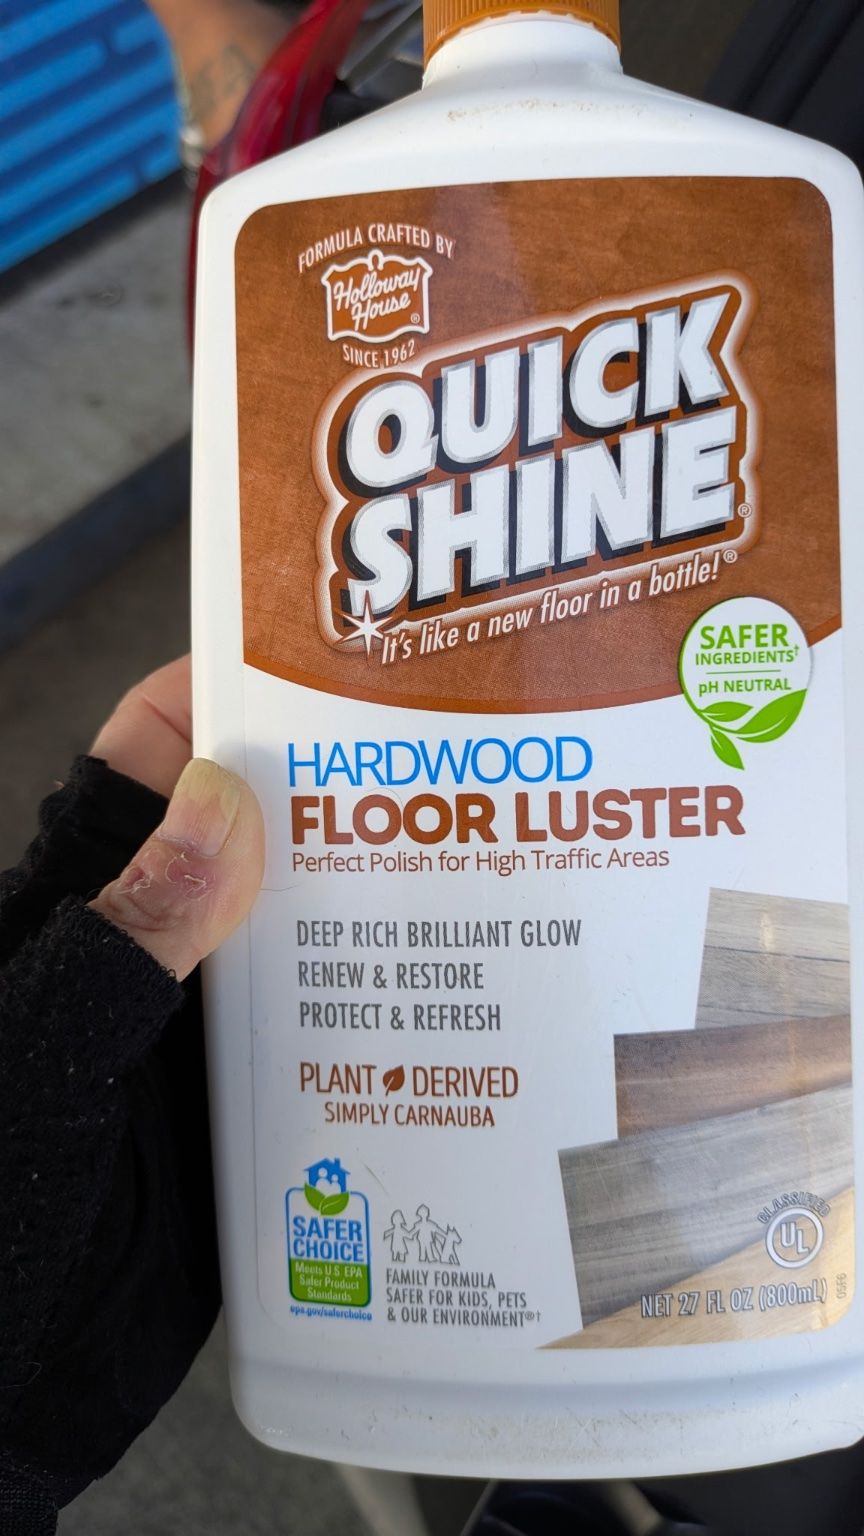 FORMULA CRAFTED BY
Holloway
House®
SINCE 1962
QUICK
SHINE®
It's like a new floor in a bottle!®
SAFER
INGREDIENTS†
pH NEUTRAL
HARDWOOD
FLOOR LUSTER
Perfect Polish for High Traffic Areas
DEEP RICH BRILLIANT GLOW
RENEW & RESTORE
PROTECT & REFRESH
PLANT DERIVED
SIMPLY CARNAUBA
SAFER
CHOICE
Meets U.S. EPA
Safer Product
Standards
epa.gov/saferchoice
FAMILY FORMULA
SAFER FOR KIDS, PETS
& OUR ENVIRONMENT®†
CLASSIFIED
UL
NET 27 FL OZ (800mL)